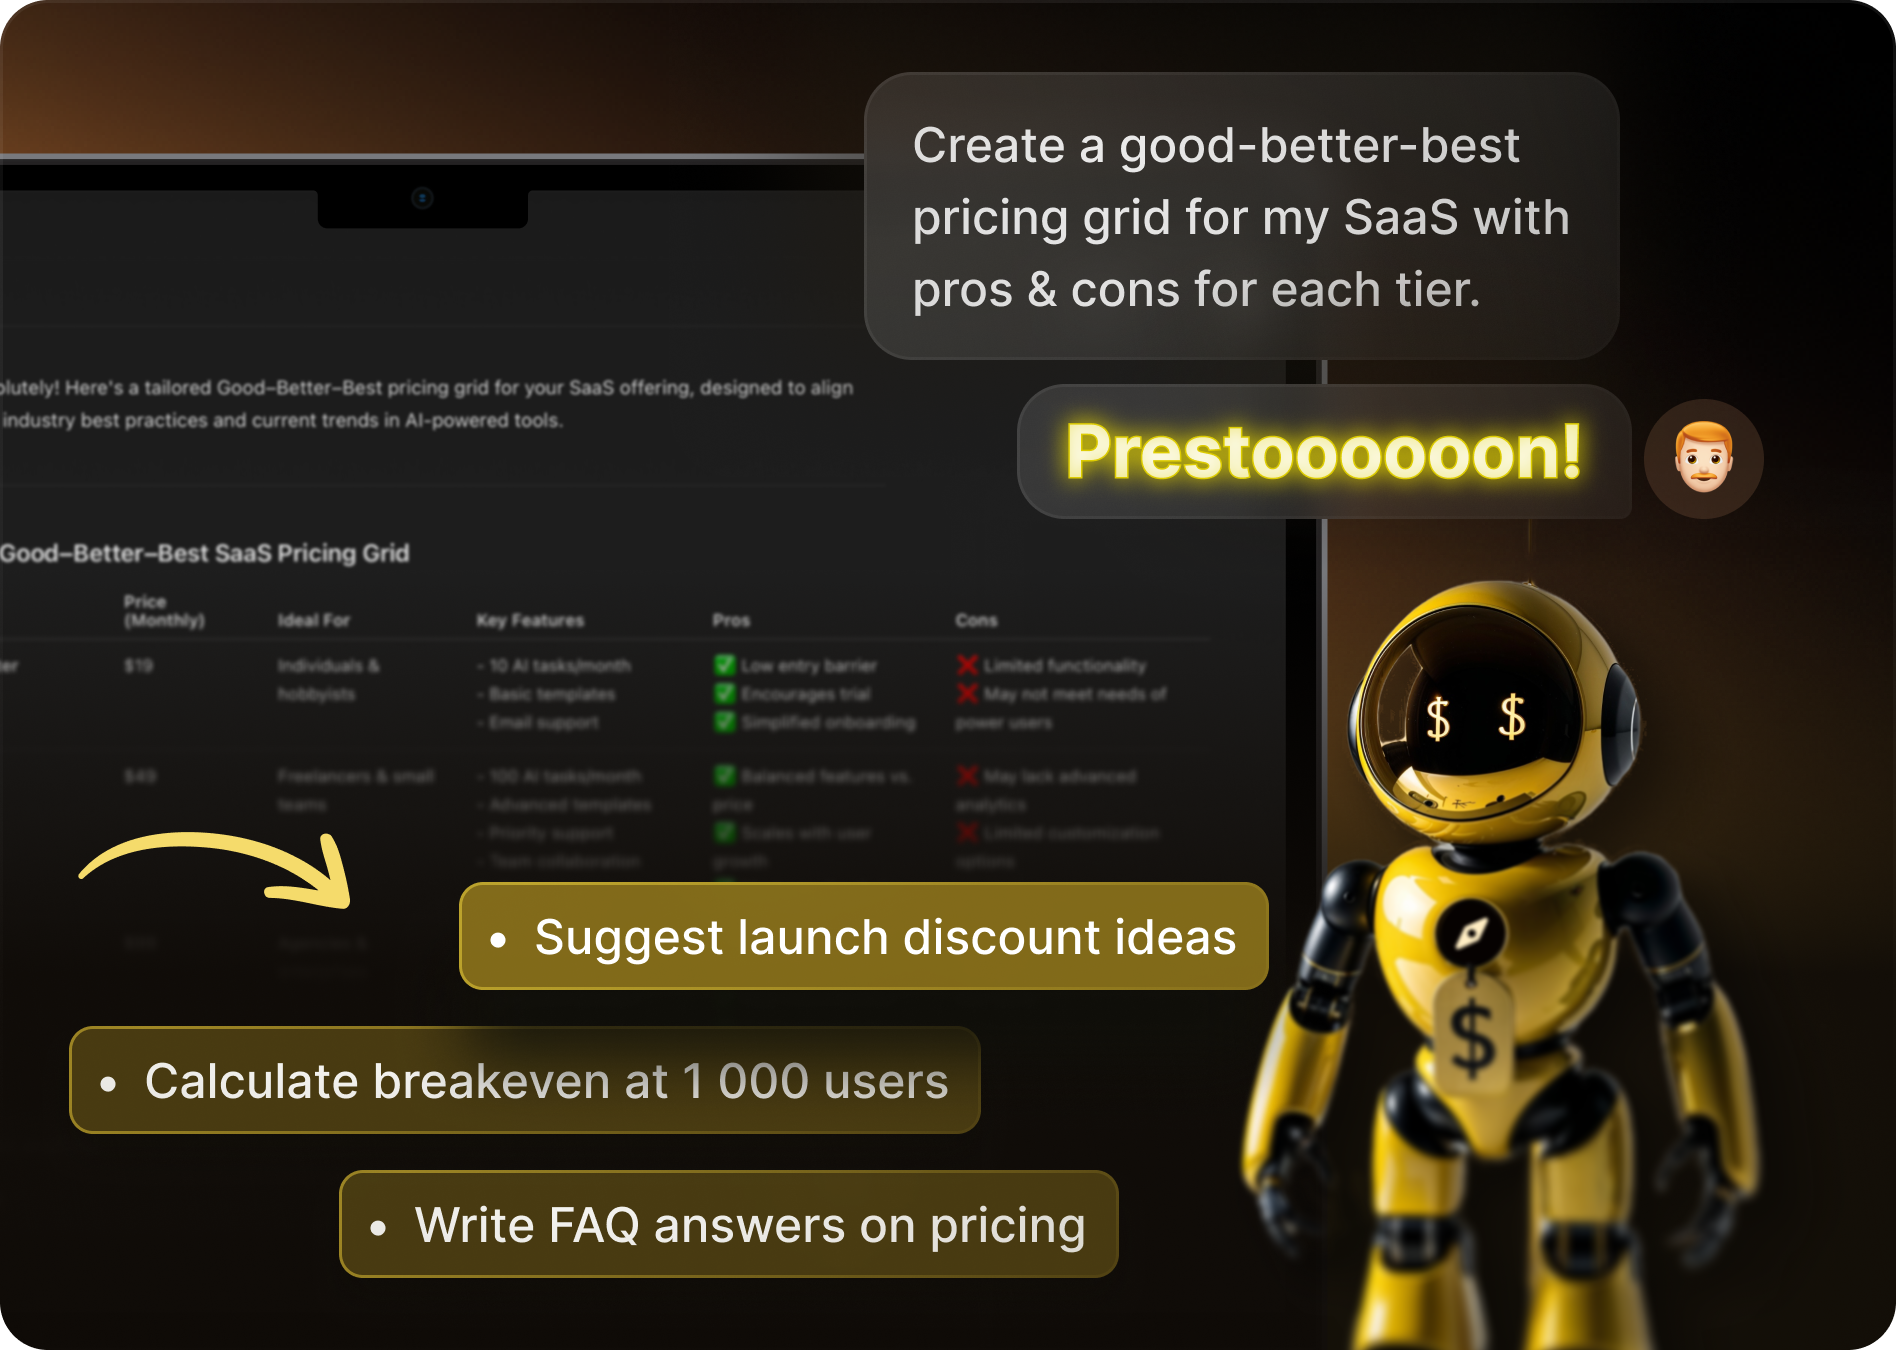 Create a good-better-best
pricing grid for my SaaS with
pros & cons for each tier.
Prestooooooon!
olutely! Here's a tailored Good–Better–Best pricing grid for your SaaS offering, designed to align
industry best practices and current trends in AI-powered tools.
Good–Better–Best SaaS Pricing Grid
Price
(Monthly)
Ideal For
Key Features
Pros
Cons
ter
$19
Individuals &
hobbyists
- 10 AI tasks/month
- Basic templates
- Email support
✅ Low entry barrier
✅ Encourages trial
✅ Simplified onboarding
❌ Limited functionality
❌ May not meet needs of
power users
$49
Freelancers & small
teams
- 100 AI tasks/month
- Advanced templates
- Priority support
- Team collaboration
✅ Balanced features vs.
price
✅ Scales with user
growth
❌ May lack advanced
analytics
❌ Limited customization
options
• Suggest launch discount ideas
• Calculate breakeven at 1 000 users
• Write FAQ answers on pricing
$ $
$